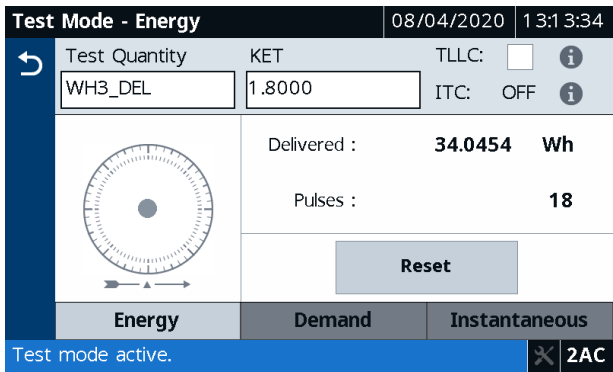 Test Mode - Energy 08/04/2020 13:13:34
Test Quantity KET TLLC:
WH3_DEL 1.8000 ITC: OFF
Delivered : 34.0454 Wh
Pulses : 18
Reset
Energy Demand Instantaneous
Test mode active. 2AC